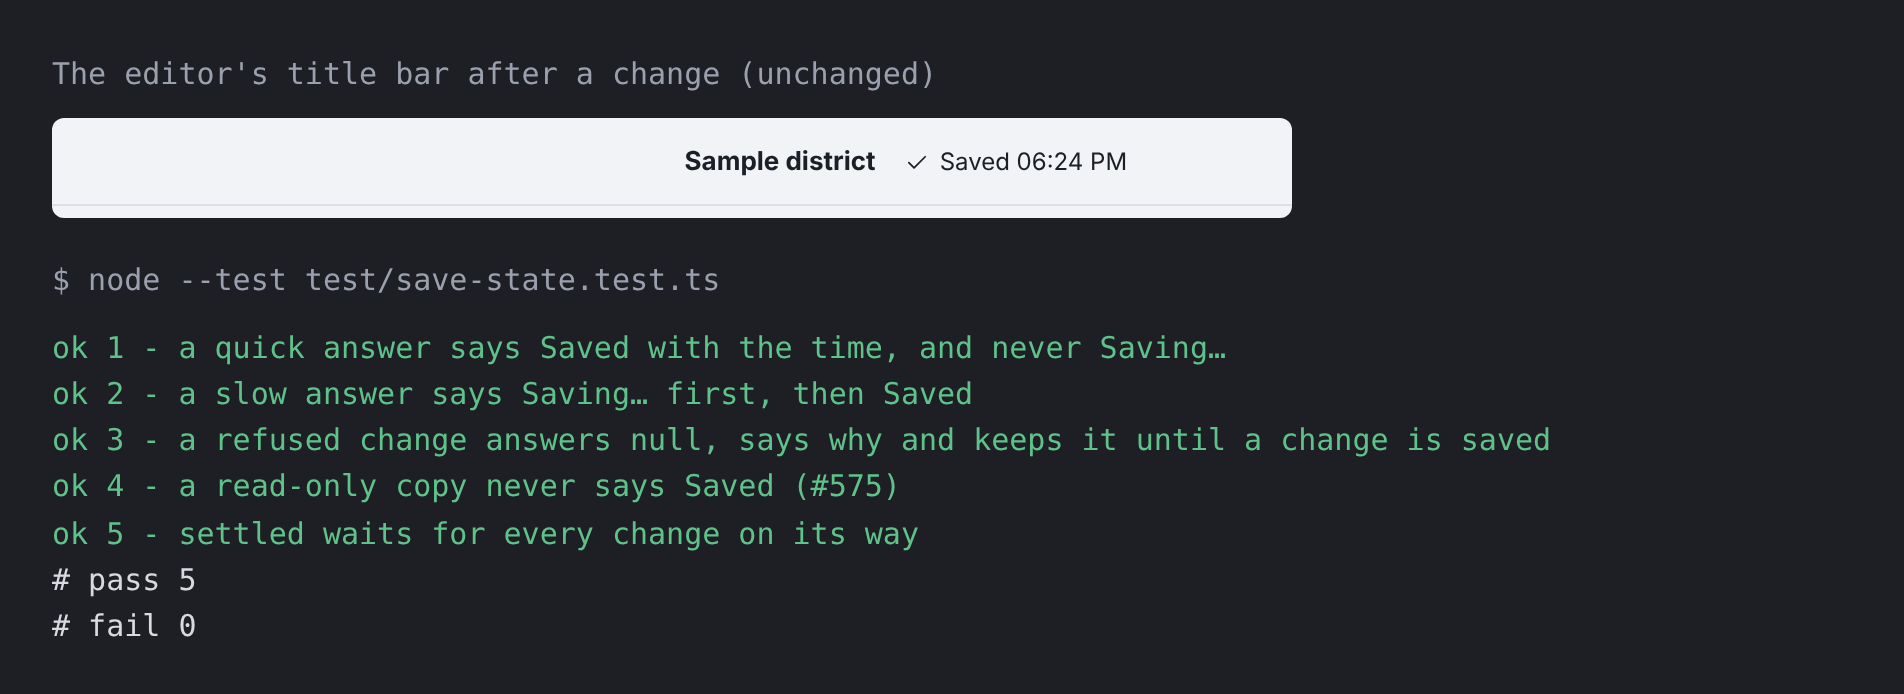 The editor's title bar after a change (unchanged)
Sample district ✓ Saved 06:24 PM
$ node --test test/save-state.test.ts
ok 1 - a quick answer says Saved with the time, and never Saving…
ok 2 - a slow answer says Saving… first, then Saved
ok 3 - a refused change answers null, says why and keeps it until a change is saved
ok 4 - a read-only copy never says Saved (#575)
ok 5 - settled waits for every change on its way
# pass 5
# fail 0